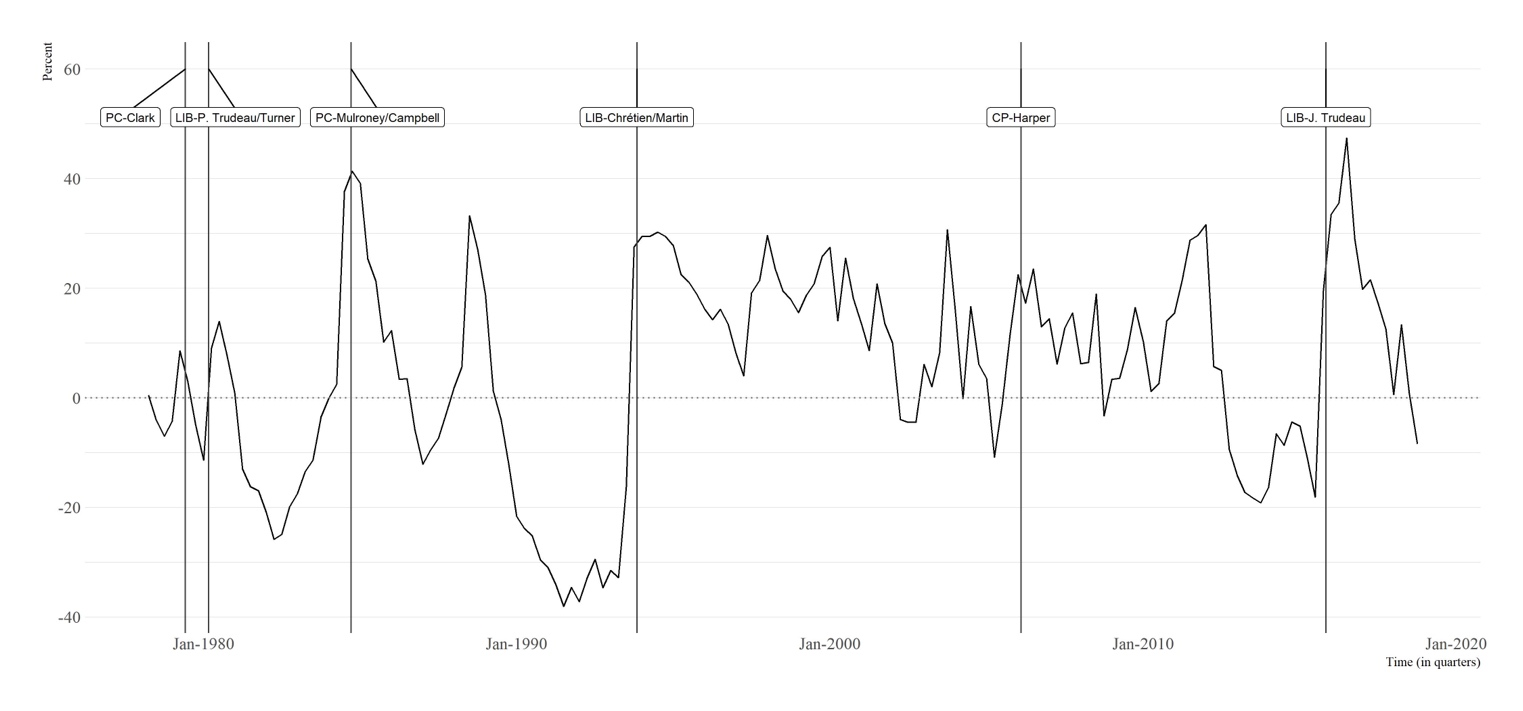 Percent
60
40
20
0
-20
-40
PC-Clark
LIB-P. Trudeau/Turner
PC-Mulroney/Campbell
LIB-Chrétien/Martin
CP-Harper
LIB-J. Trudeau
Jan-1980
Jan-1990
Jan-2000
Jan-2010
Jan-2020
Time (in quarters)